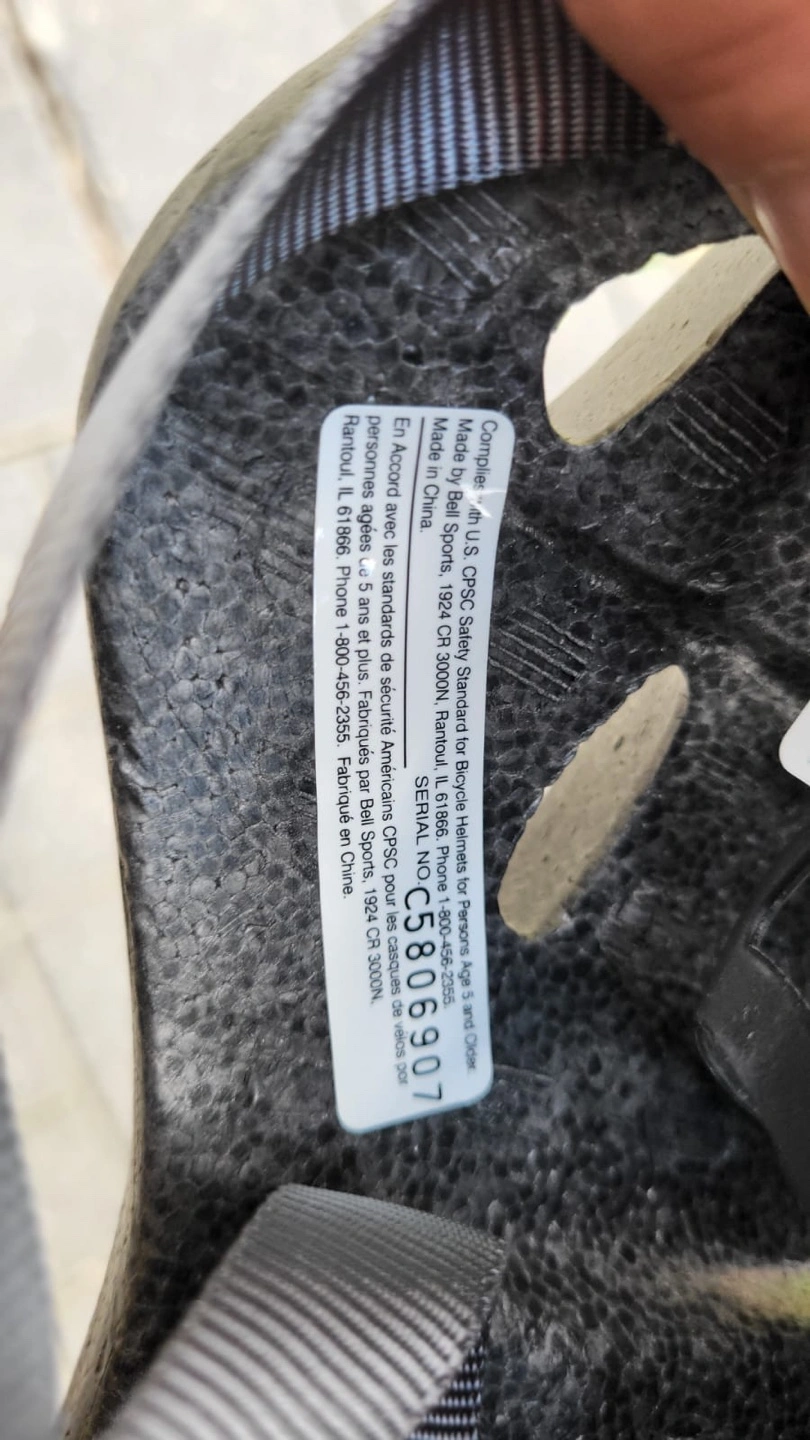 Complies with U.S. CPSC Safety Standard for Bicycle Helmets for Persons Age 5 and Older.
Made by Bell Sports, 1924 CR 3000N, Rantoul, IL 61866. Phone 1-800-456-2355.
Made in China.
SERIAL NO. C5806907
En Accord avec les standards de sécurité Américains CPSC pour les casques de vélos por
personnes agées de 5 ans et plus. Fabriqués par Bell Sports, 1924 CR 3000N,
Rantoul, IL 61866. Phone 1-800-456-2355. Fabriqué en Chine.